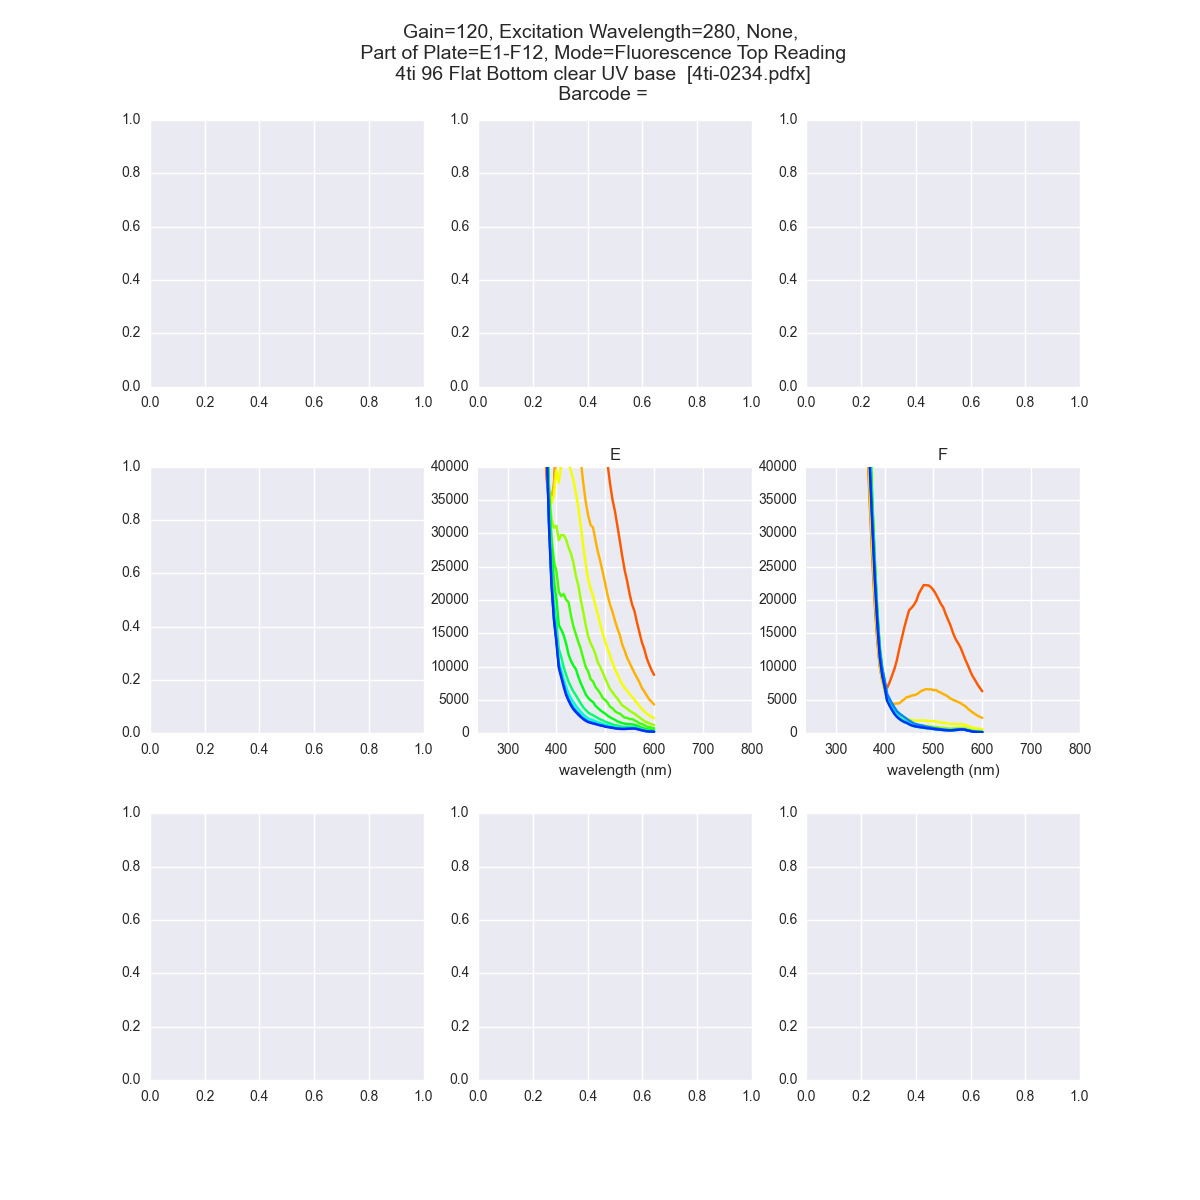 Gain=120, Excitation Wavelength=280, None,
Part of Plate=E1-F12, Mode=Fluorescence Top Reading
4ti 96 Flat Bottom clear UV base  [4ti-0234.pdfx]
Barcode =
1.0 1.0 1.0
0.8 0.8 0.8
0.6 0.6 0.6
0.4 0.4 0.4
0.2 0.2 0.2
0.0 0.0 0.0
0.0 0.2 0.4 0.6 0.8 1.0 0.0 0.2 0.4 0.6 0.8 1.0 0.0 0.2 0.4 0.6 0.8 1.0
E F
1.0 40000 40000
35000 35000
0.8
30000 30000
0.6 25000 25000
20000 20000
0.4
15000 15000
0.2 10000 10000
5000 5000
0.0 0 0
0.0 0.2 0.4 0.6 0.8 1.0 300 400 500 600 700 800 300 400 500 600 700 800
wavelength (nm) wavelength (nm)
1.0 1.0 1.0
0.8 0.8 0.8
0.6 0.6 0.6
0.4 0.4 0.4
0.2 0.2 0.2
0.0 0.0 0.0
0.0 0.2 0.4 0.6 0.8 1.0 0.0 0.2 0.4 0.6 0.8 1.0 0.0 0.2 0.4 0.6 0.8 1.0